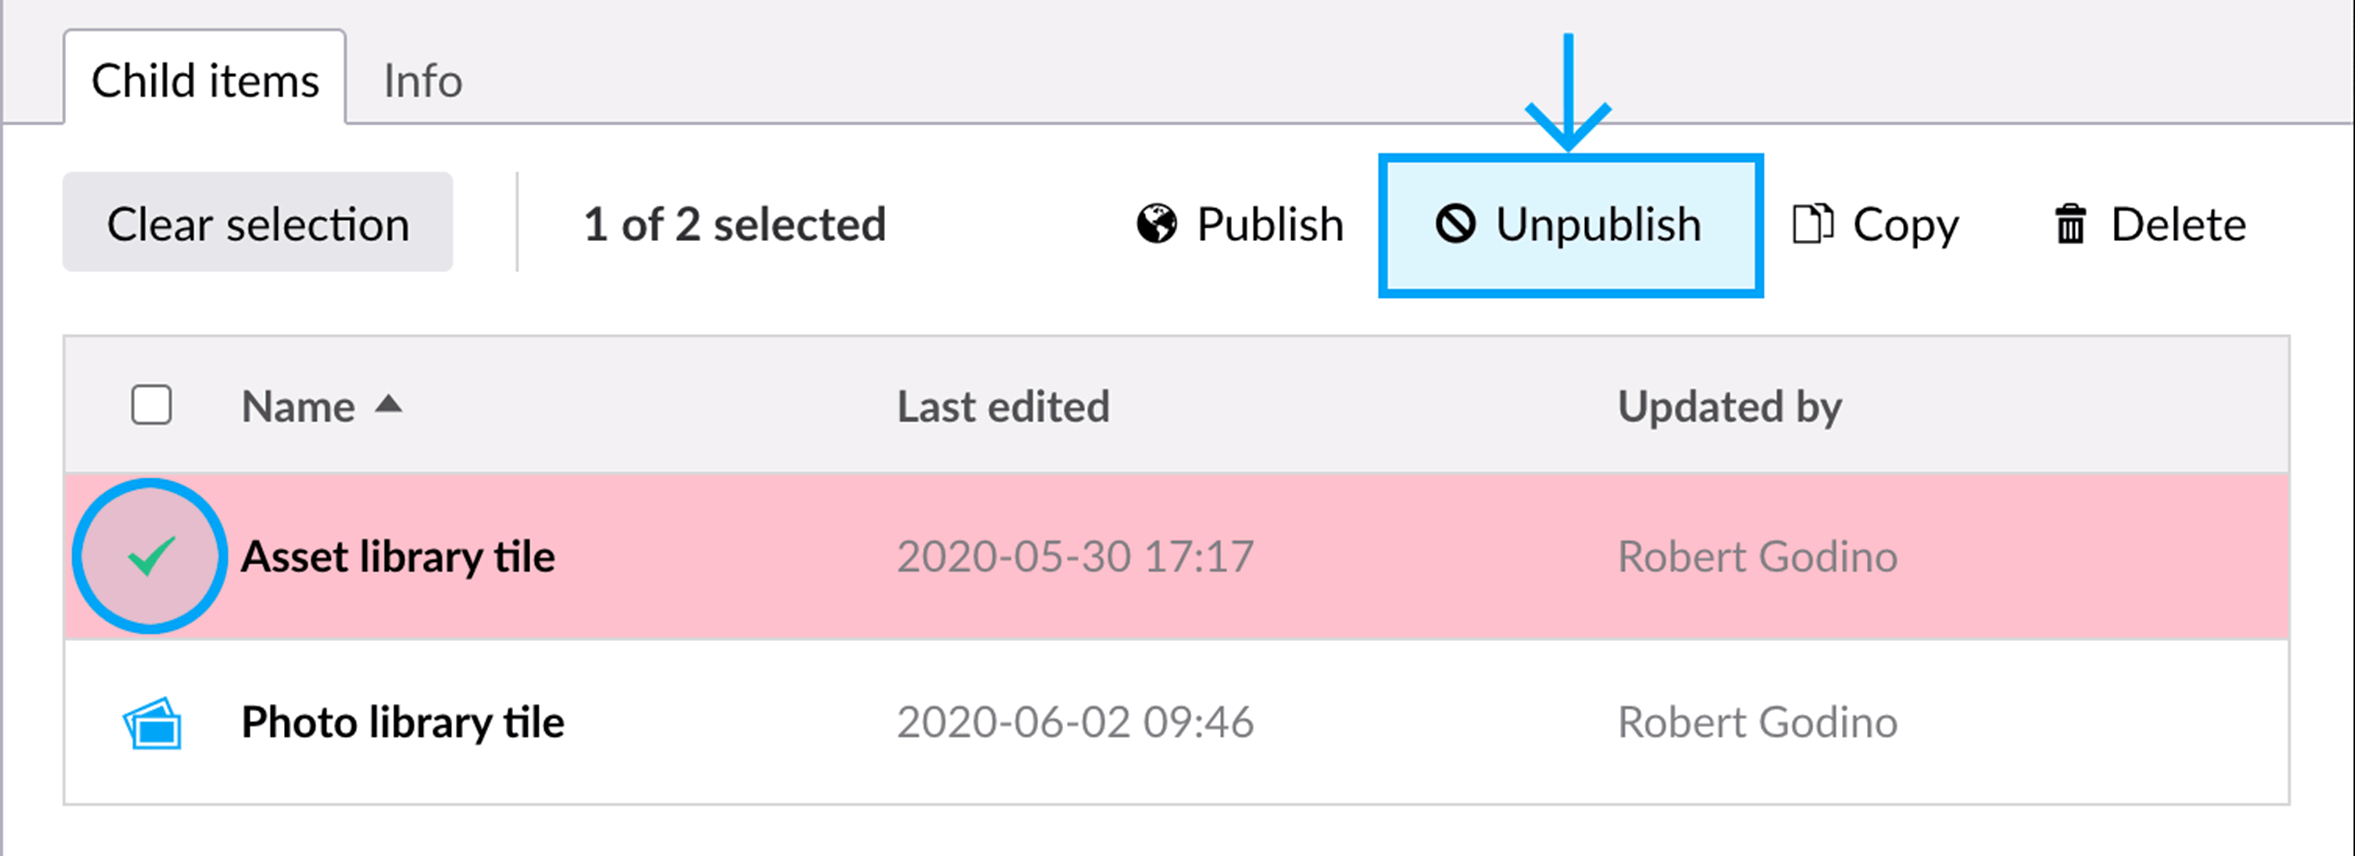 Child items Info
Clear selection 1 of 2 selected Publish Unpublish Copy Delete
Name Last edited Updated by
Asset library tile 2020-05-30 17:17 Robert Godino
Photo library tile 2020-06-02 09:46 Robert Godino